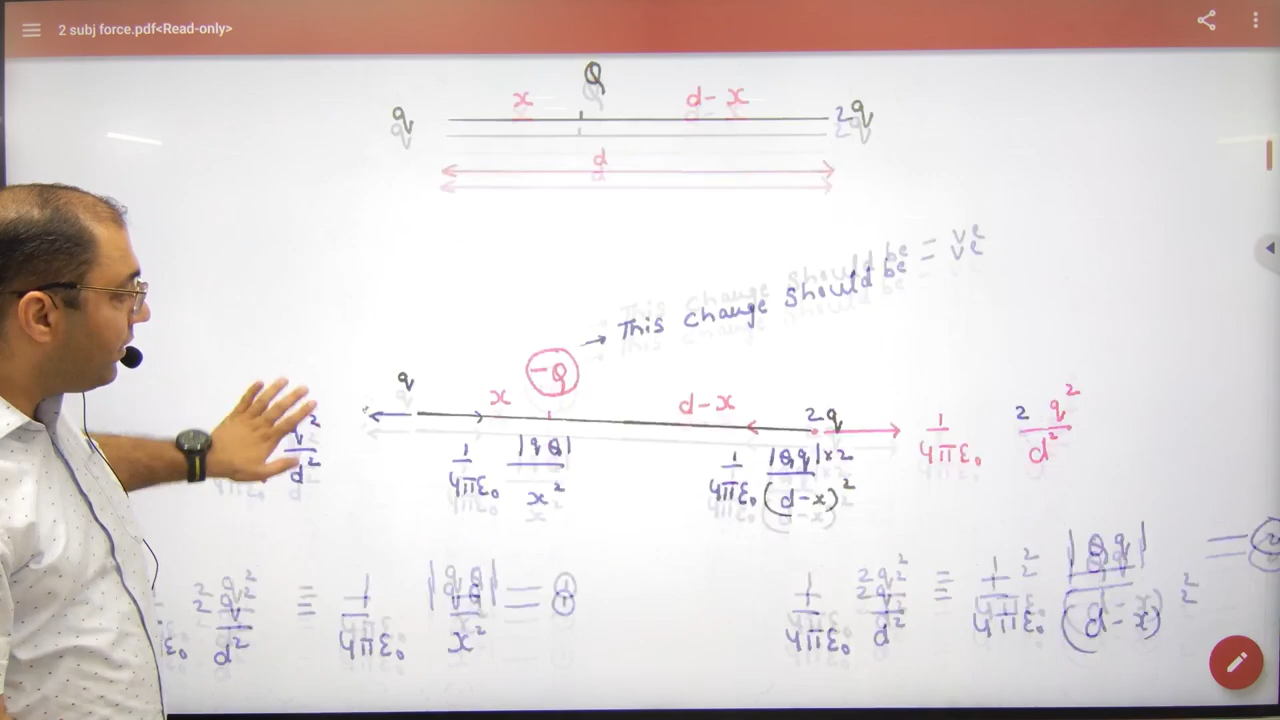 2 subj force.pdf<Read-only>
Q
x d-x
q 2q
d
→ This change should be = ve
-Q
q x d-x 2q
1/4πε₀ |qQ|/x² 1/4πε₀ |Qq|×2/(d-x)² 1/4πε₀ 2q²/d²
2q²/d² = 1/4πε₀ |qQ|/x² = ①
1/4πε₀ 2q²/d² = 1/4πε₀ 2|Qq|/(d-x)² = ②